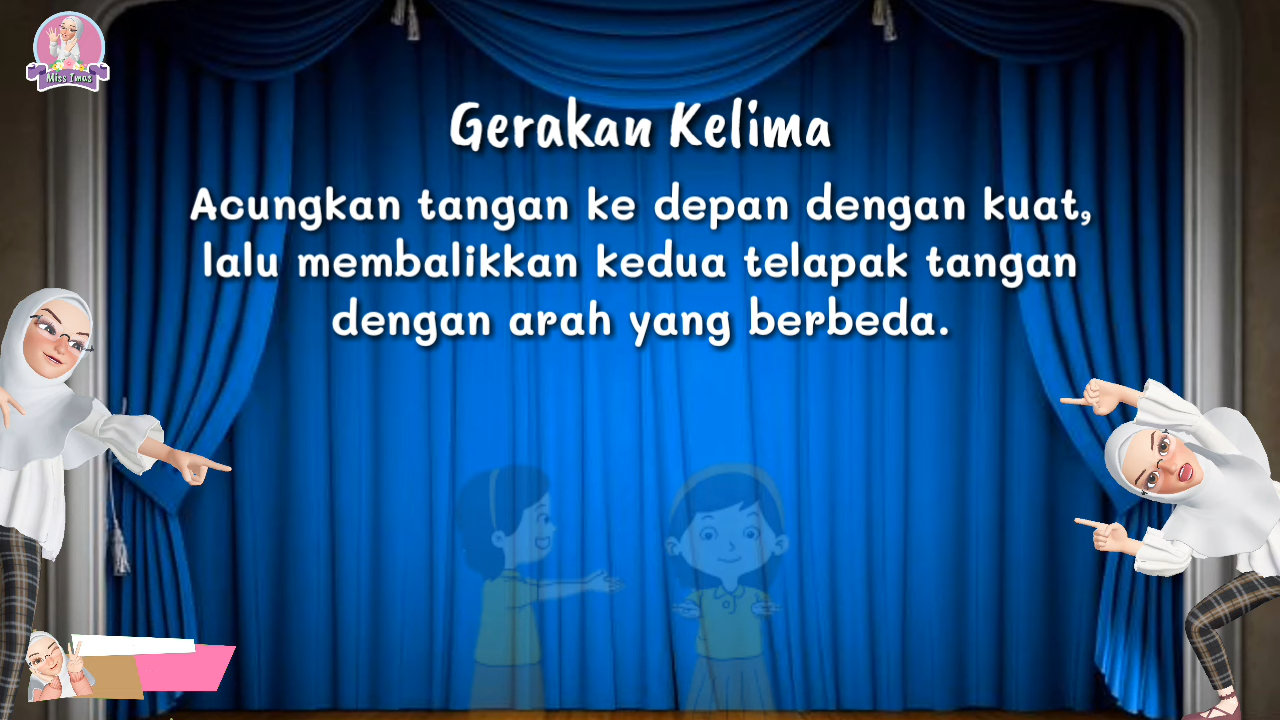 Miss Imas
Gerakan Kelima
Acungkan tangan ke depan dengan kuat,
lalu membalikkan kedua telapak tangan
dengan arah yang berbeda.